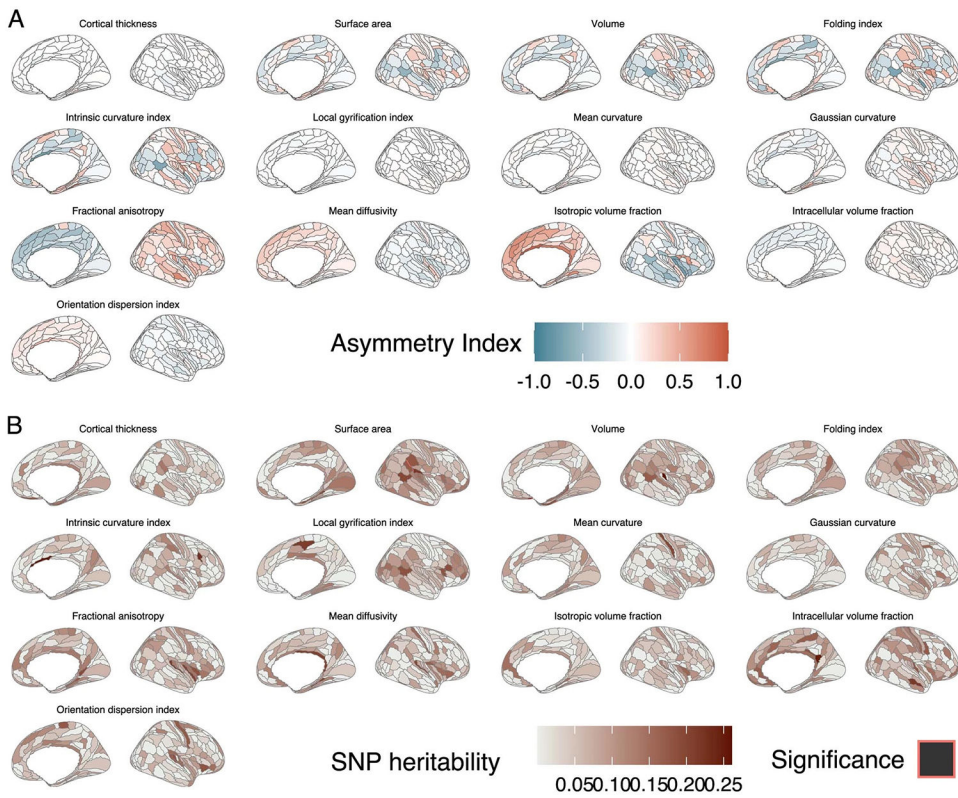 A
Cortical thickness
Surface area
Volume
Folding index
Intrinsic curvature index
Local gyrification index
Mean curvature
Gaussian curvature
Fractional anisotropy
Mean diffusivity
Isotropic volume fraction
Intracellular volume fraction
Orientation dispersion index
Asymmetry Index
-1.0 -0.5 0.0 0.5 1.0
B
Cortical thickness
Surface area
Volume
Folding index
Intrinsic curvature index
Local gyrification index
Mean curvature
Gaussian curvature
Fractional anisotropy
Mean diffusivity
Isotropic volume fraction
Intracellular volume fraction
Orientation dispersion index
SNP heritability
0.050.100.150.200.25
Significance